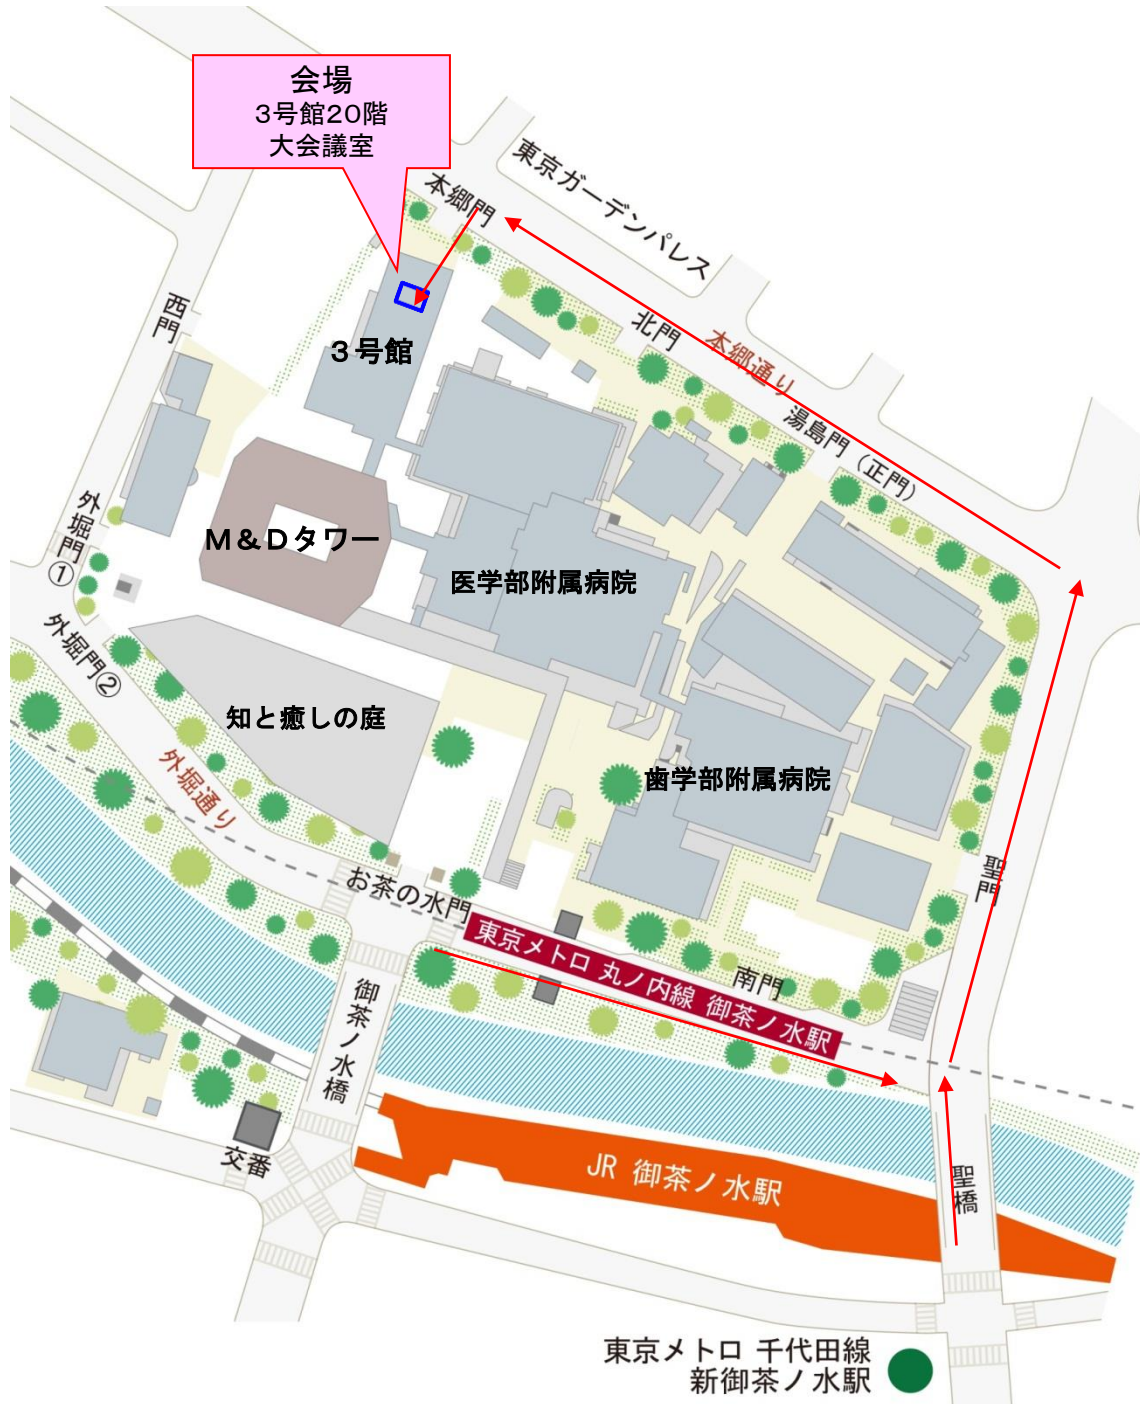 会場
3号館20階
大会議室
本郷門
東京ガーデンパレス
西門
3号館
北門
本郷通り
湯島門(正門)
外堀門①
M&Dタワー
医学部附属病院
外堀門②
知と癒しの庭
外堀通り
歯学部附属病院
聖門
お茶の水門
東京メトロ 丸ノ内線 御茶ノ水駅
南門
御茶ノ水橋
交番
JR 御茶ノ水駅
聖橋
東京メトロ 千代田線
新御茶ノ水駅